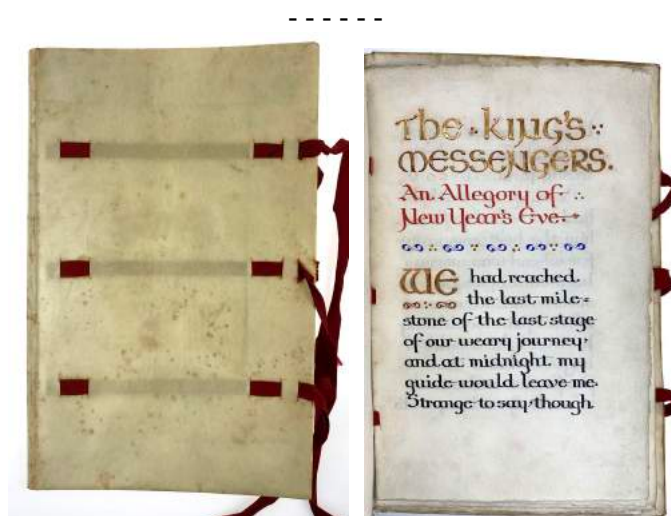 - - - - - -
The King's
Messengers.
An Allegory of
New Year's Eve.
We had reached
the last mile-
stone of the last stage
of our weary journey,
and at midnight my
guide would leave me.
Strange to say, though